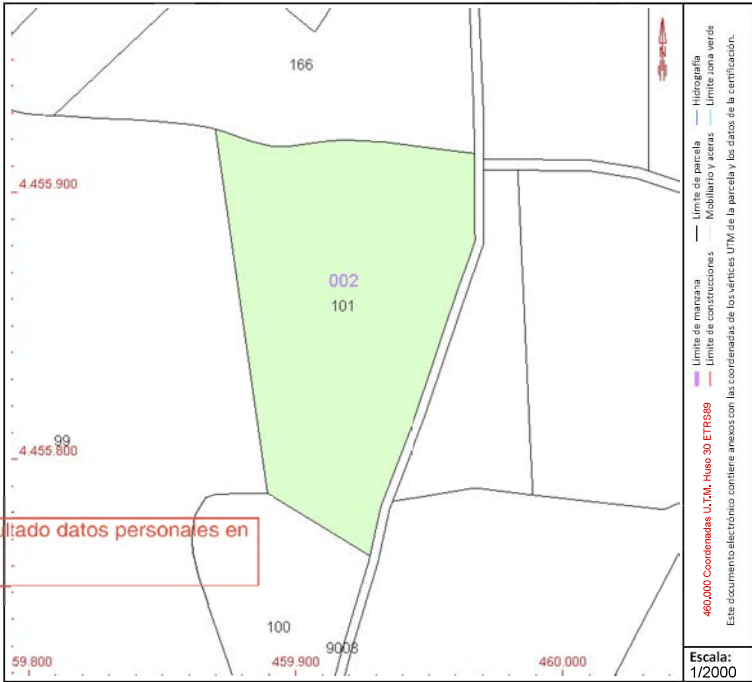 166
4.455.900
002
101
99
4.455.800
ultado datos personales en
100
9008
59.800
459.900
460.000
Límite de manzana
Límite de parcela
Hidrografía
Límite de construcciones
Mobiliario y aceras
Límite zona verde
460.000 Coordenadas U.T.M. Huso 30 ETRS89
Este documento electrónico contiene anexos con las coordenadas de los vértices UTM de la parcela y los datos de la certificación.
Escala:
1/2000